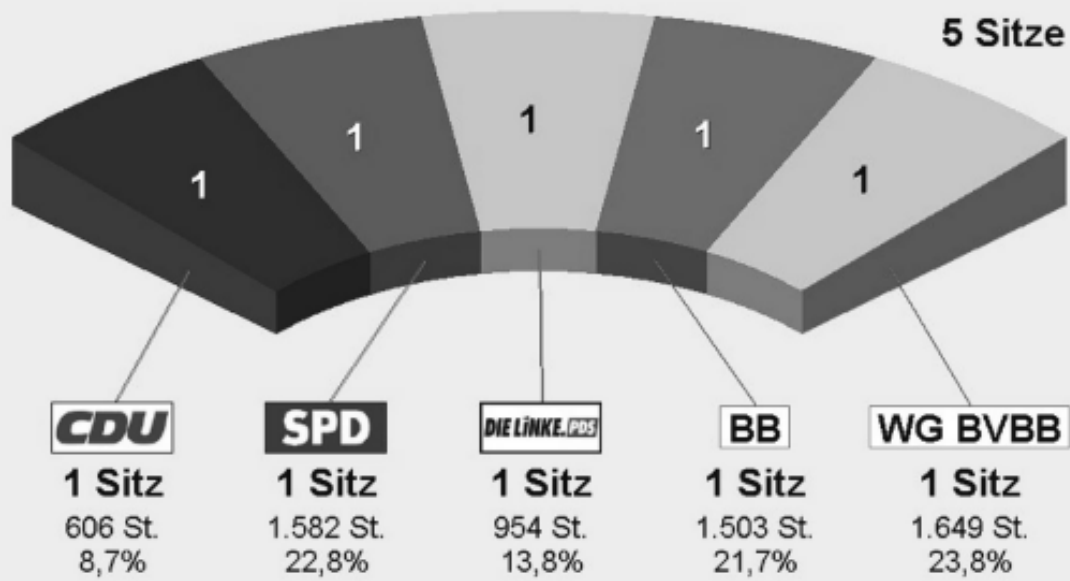 5 Sitze
1
1
1
1
1
CDU
SPD
DIE LiNKE.PDS
BB
WG BVBB
1 Sitz
1 Sitz
1 Sitz
1 Sitz
1 Sitz
606 St.
1.582 St.
954 St.
1.503 St.
1.649 St.
8,7%
22,8%
13,8%
21,7%
23,8%